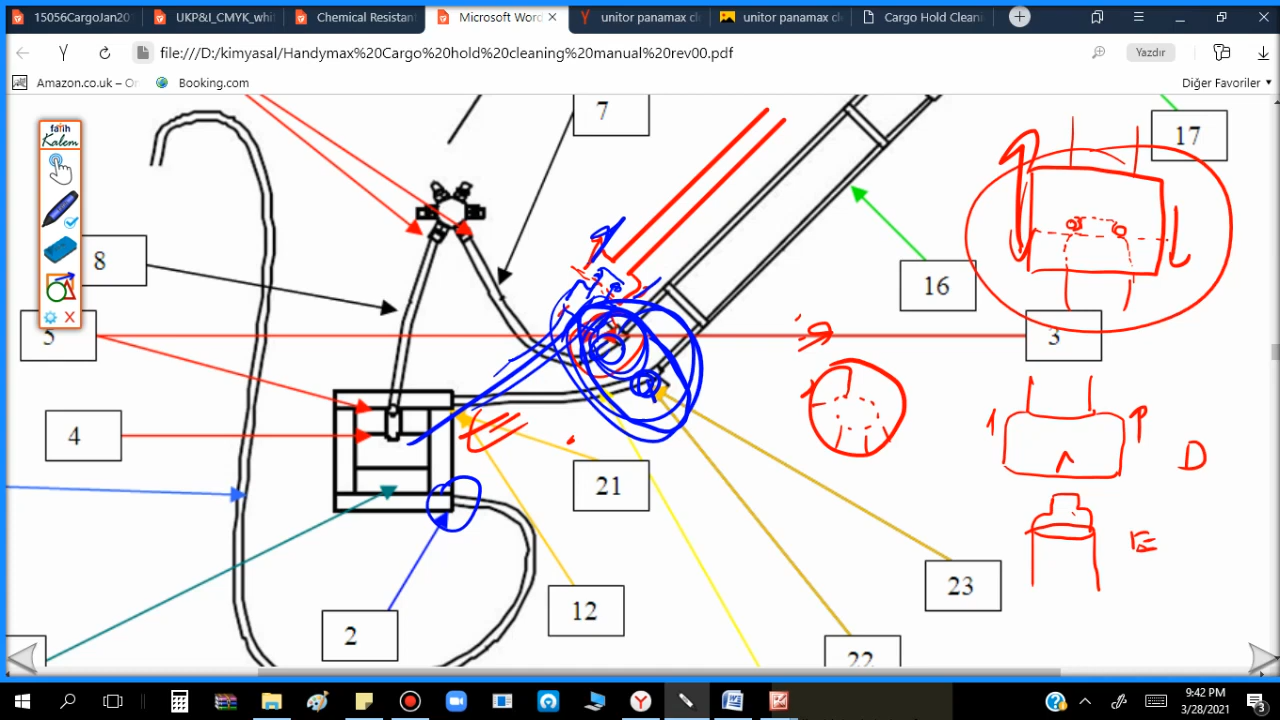 15056CargoJan20
UKP&I_CMYK_whi
Chemical Resistan
Microsoft Word
unitor panamax cl
unitor panamax cl
Cargo Hold Cleani
file:///D:/kimyasal/Handymax%20Cargo%20hold%20cleaning%20manual%20rev00.pdf
Yazdır
Amazon.co.uk – On
Booking.com
Diğer Favoriler
fatih
Kalem
7
17
8
16
5
3
4
D
21
E
23
12
2
22
9:42 PM
3/28/2021
3